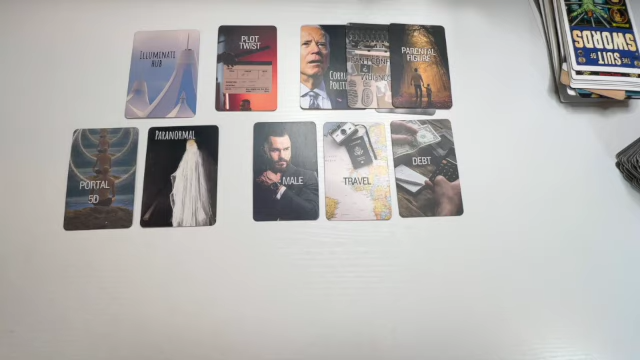 ILLUMINATE
HUB
PLOT
TWIST
PARENTAL
FIGURE
PORTAL
5D
PARANORMAL
MALE
TRAVEL
DEBT
THE
SUIT
OF
SWORDS